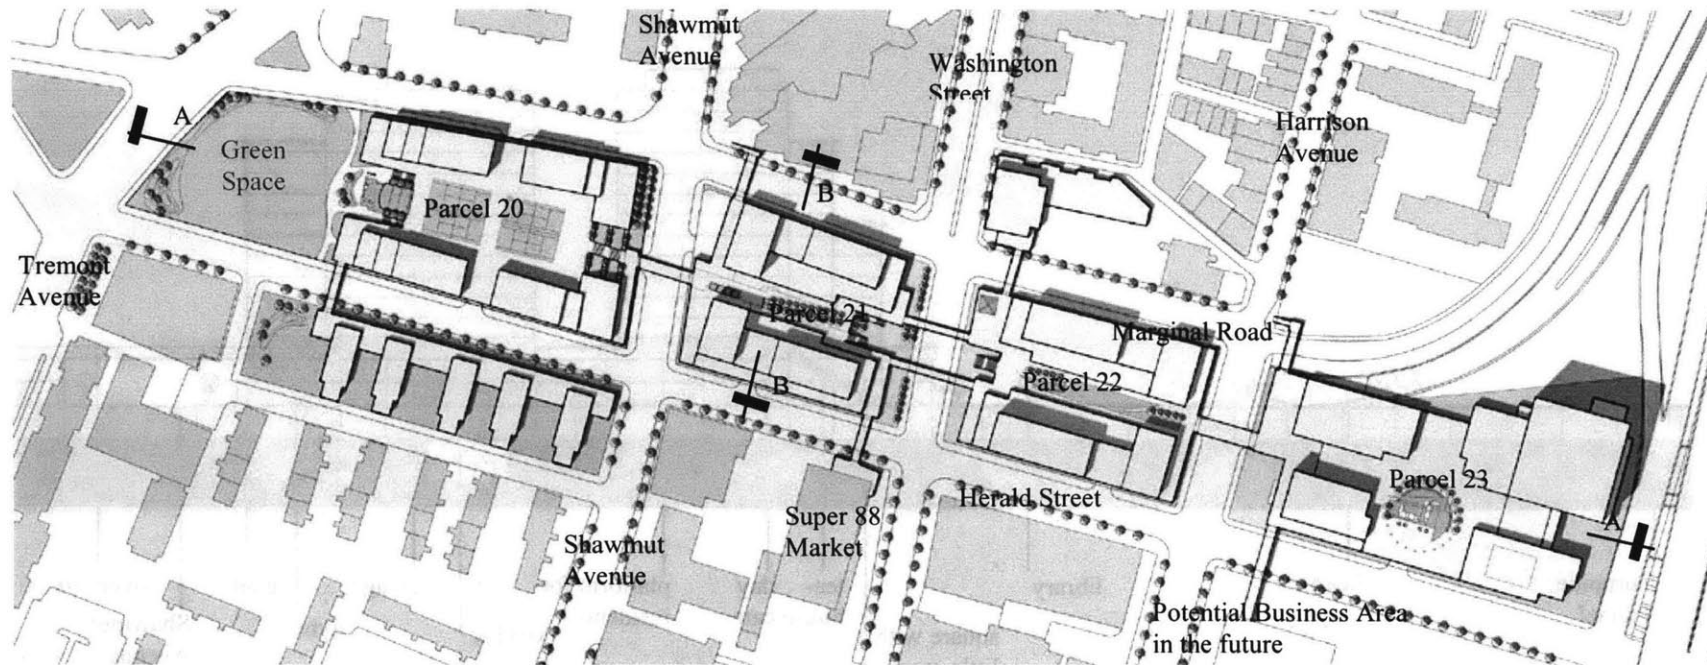 Shawmut
Avenue
Washington
Street
A
Green
Space
Harrison
Avenue
B
Parcel 20
Tremont
Avenue
Parcel 21
Marginal Road
B
Parcel 22
Parcel 23
Herald Street
Super 88
Market
A
Shawmut
Avenue
library
Potential Business Area
in the future